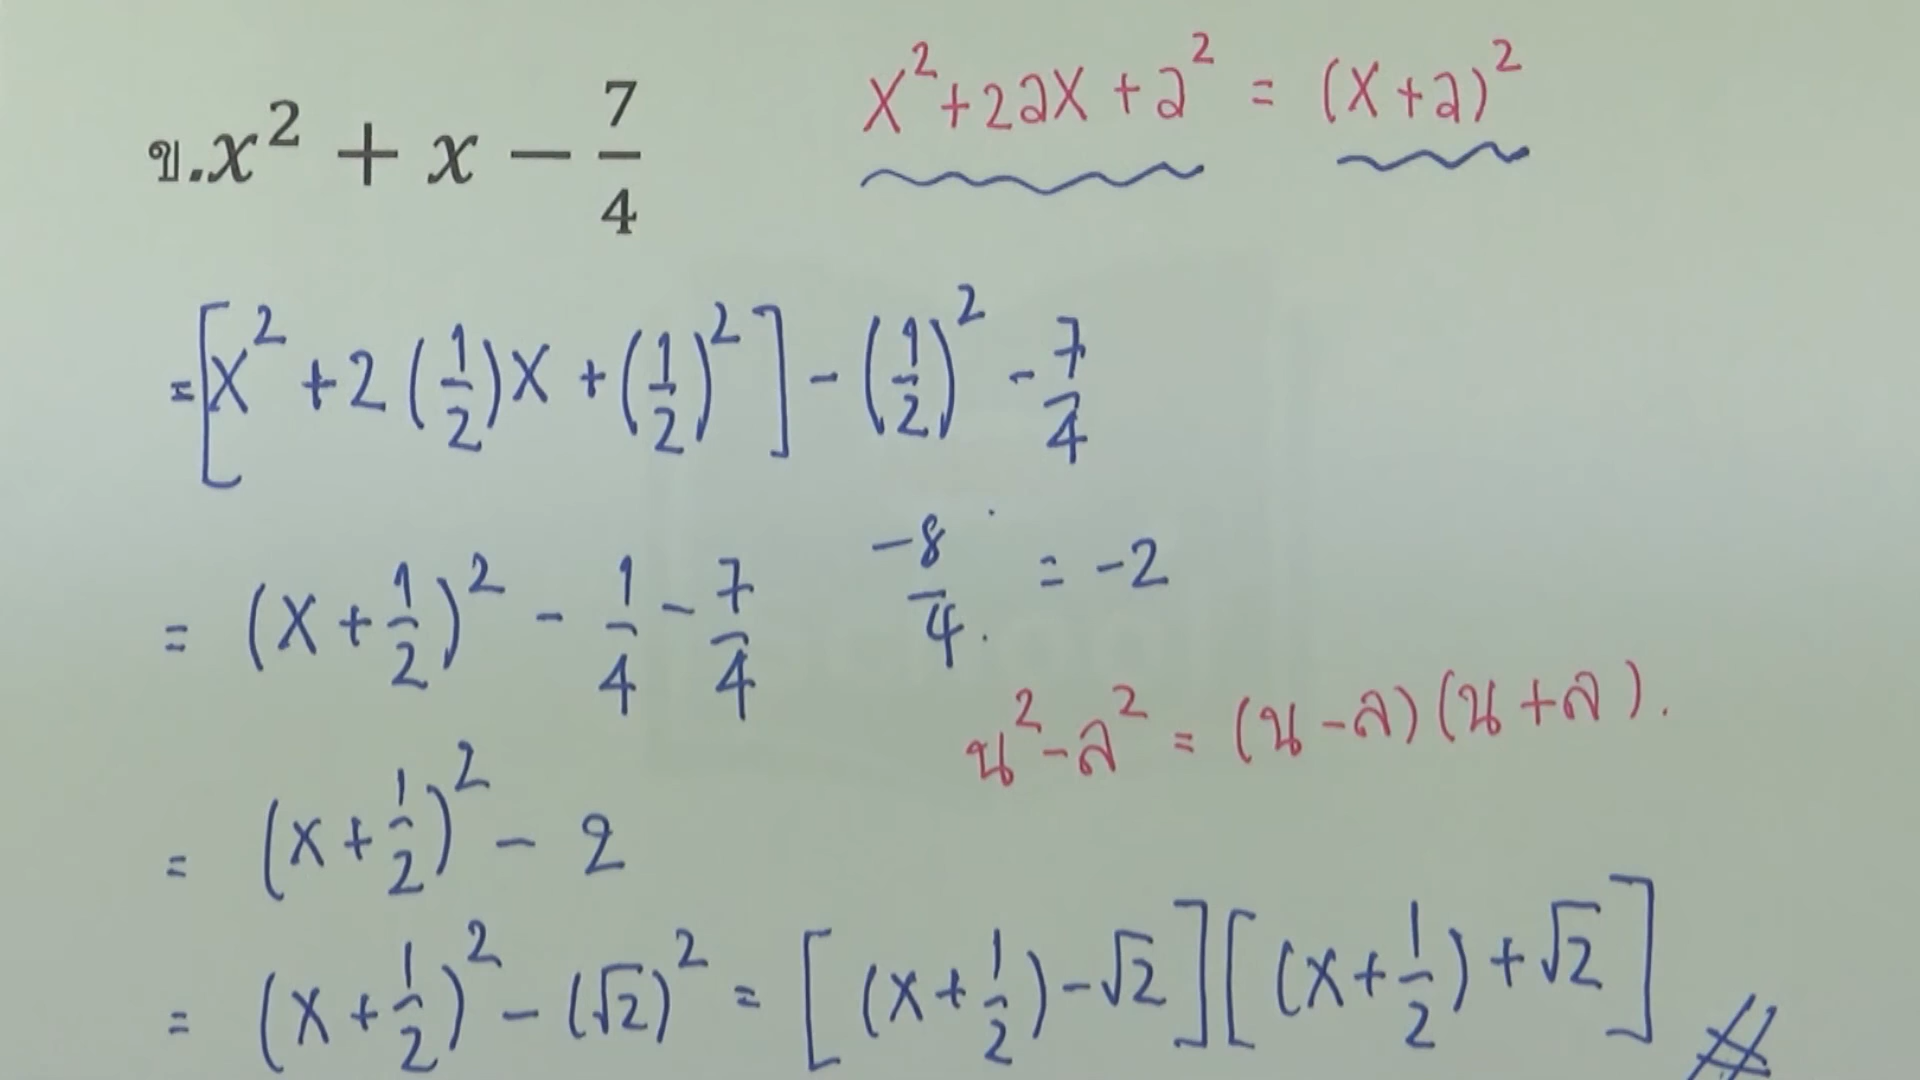 ข. x² + x − 7/4
x² + 2ax + a² = (x + a)²
= [x² + 2(1/2)x + (1/2)²] − (1/2)² − 7/4
= (x + 1/2)² − 1/4 − 7/4
−8/4 = −2
น² − ล² = (น − ล)(น + ล).
= (x + 1/2)² − 2
= (x + 1/2)² − (√2)² = [(x + 1/2) − √2][(x + 1/2) + √2] #